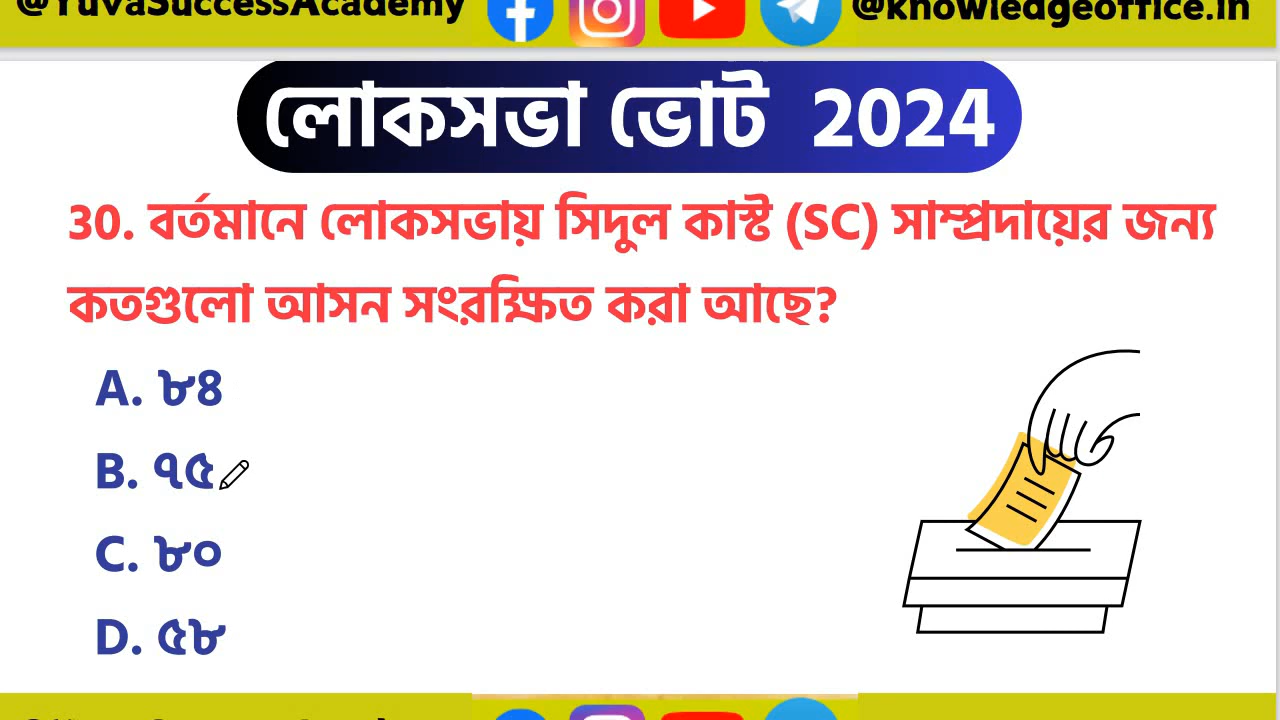 @YuvaSuccessAcademy @knowledgeoffice.in
লোকসভা ভোট 2024
30. বর্তমানে লোকসভায় সিদুল কাস্ট (SC) সাম্প্রদায়ের জন্য
কতগুলো আসন সংরক্ষিত করা আছে?
A. ৮৪
B. ৭৫
C. ৮০
D. ৫৮